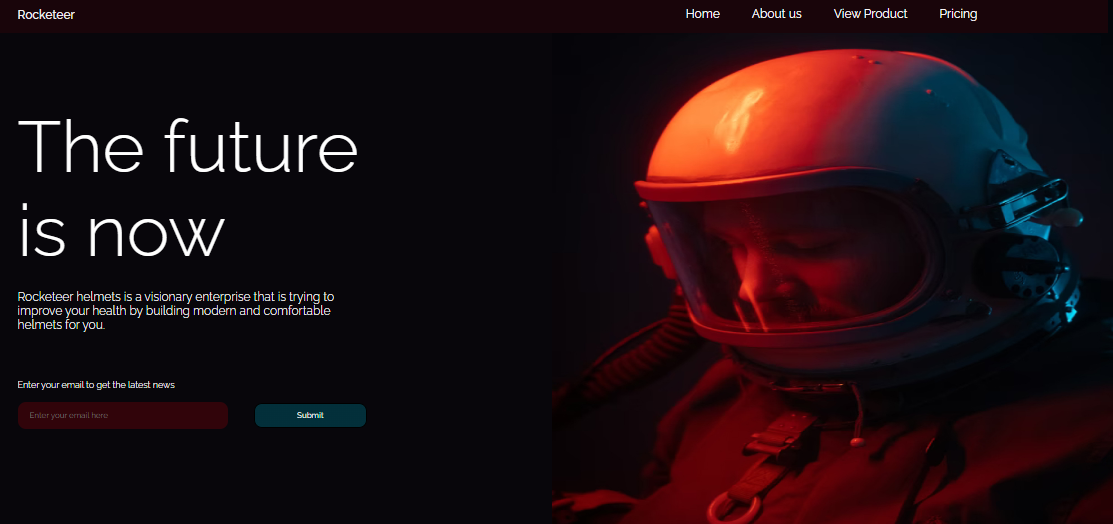 Rocketeer
Home About us View Product Pricing
The future
is now
Rocketeer helmets is a visionary enterprise that is trying to
improve your health by building modern and comfortable
helmets for you.
Enter your email to get the latest news
Enter your email here
Submit